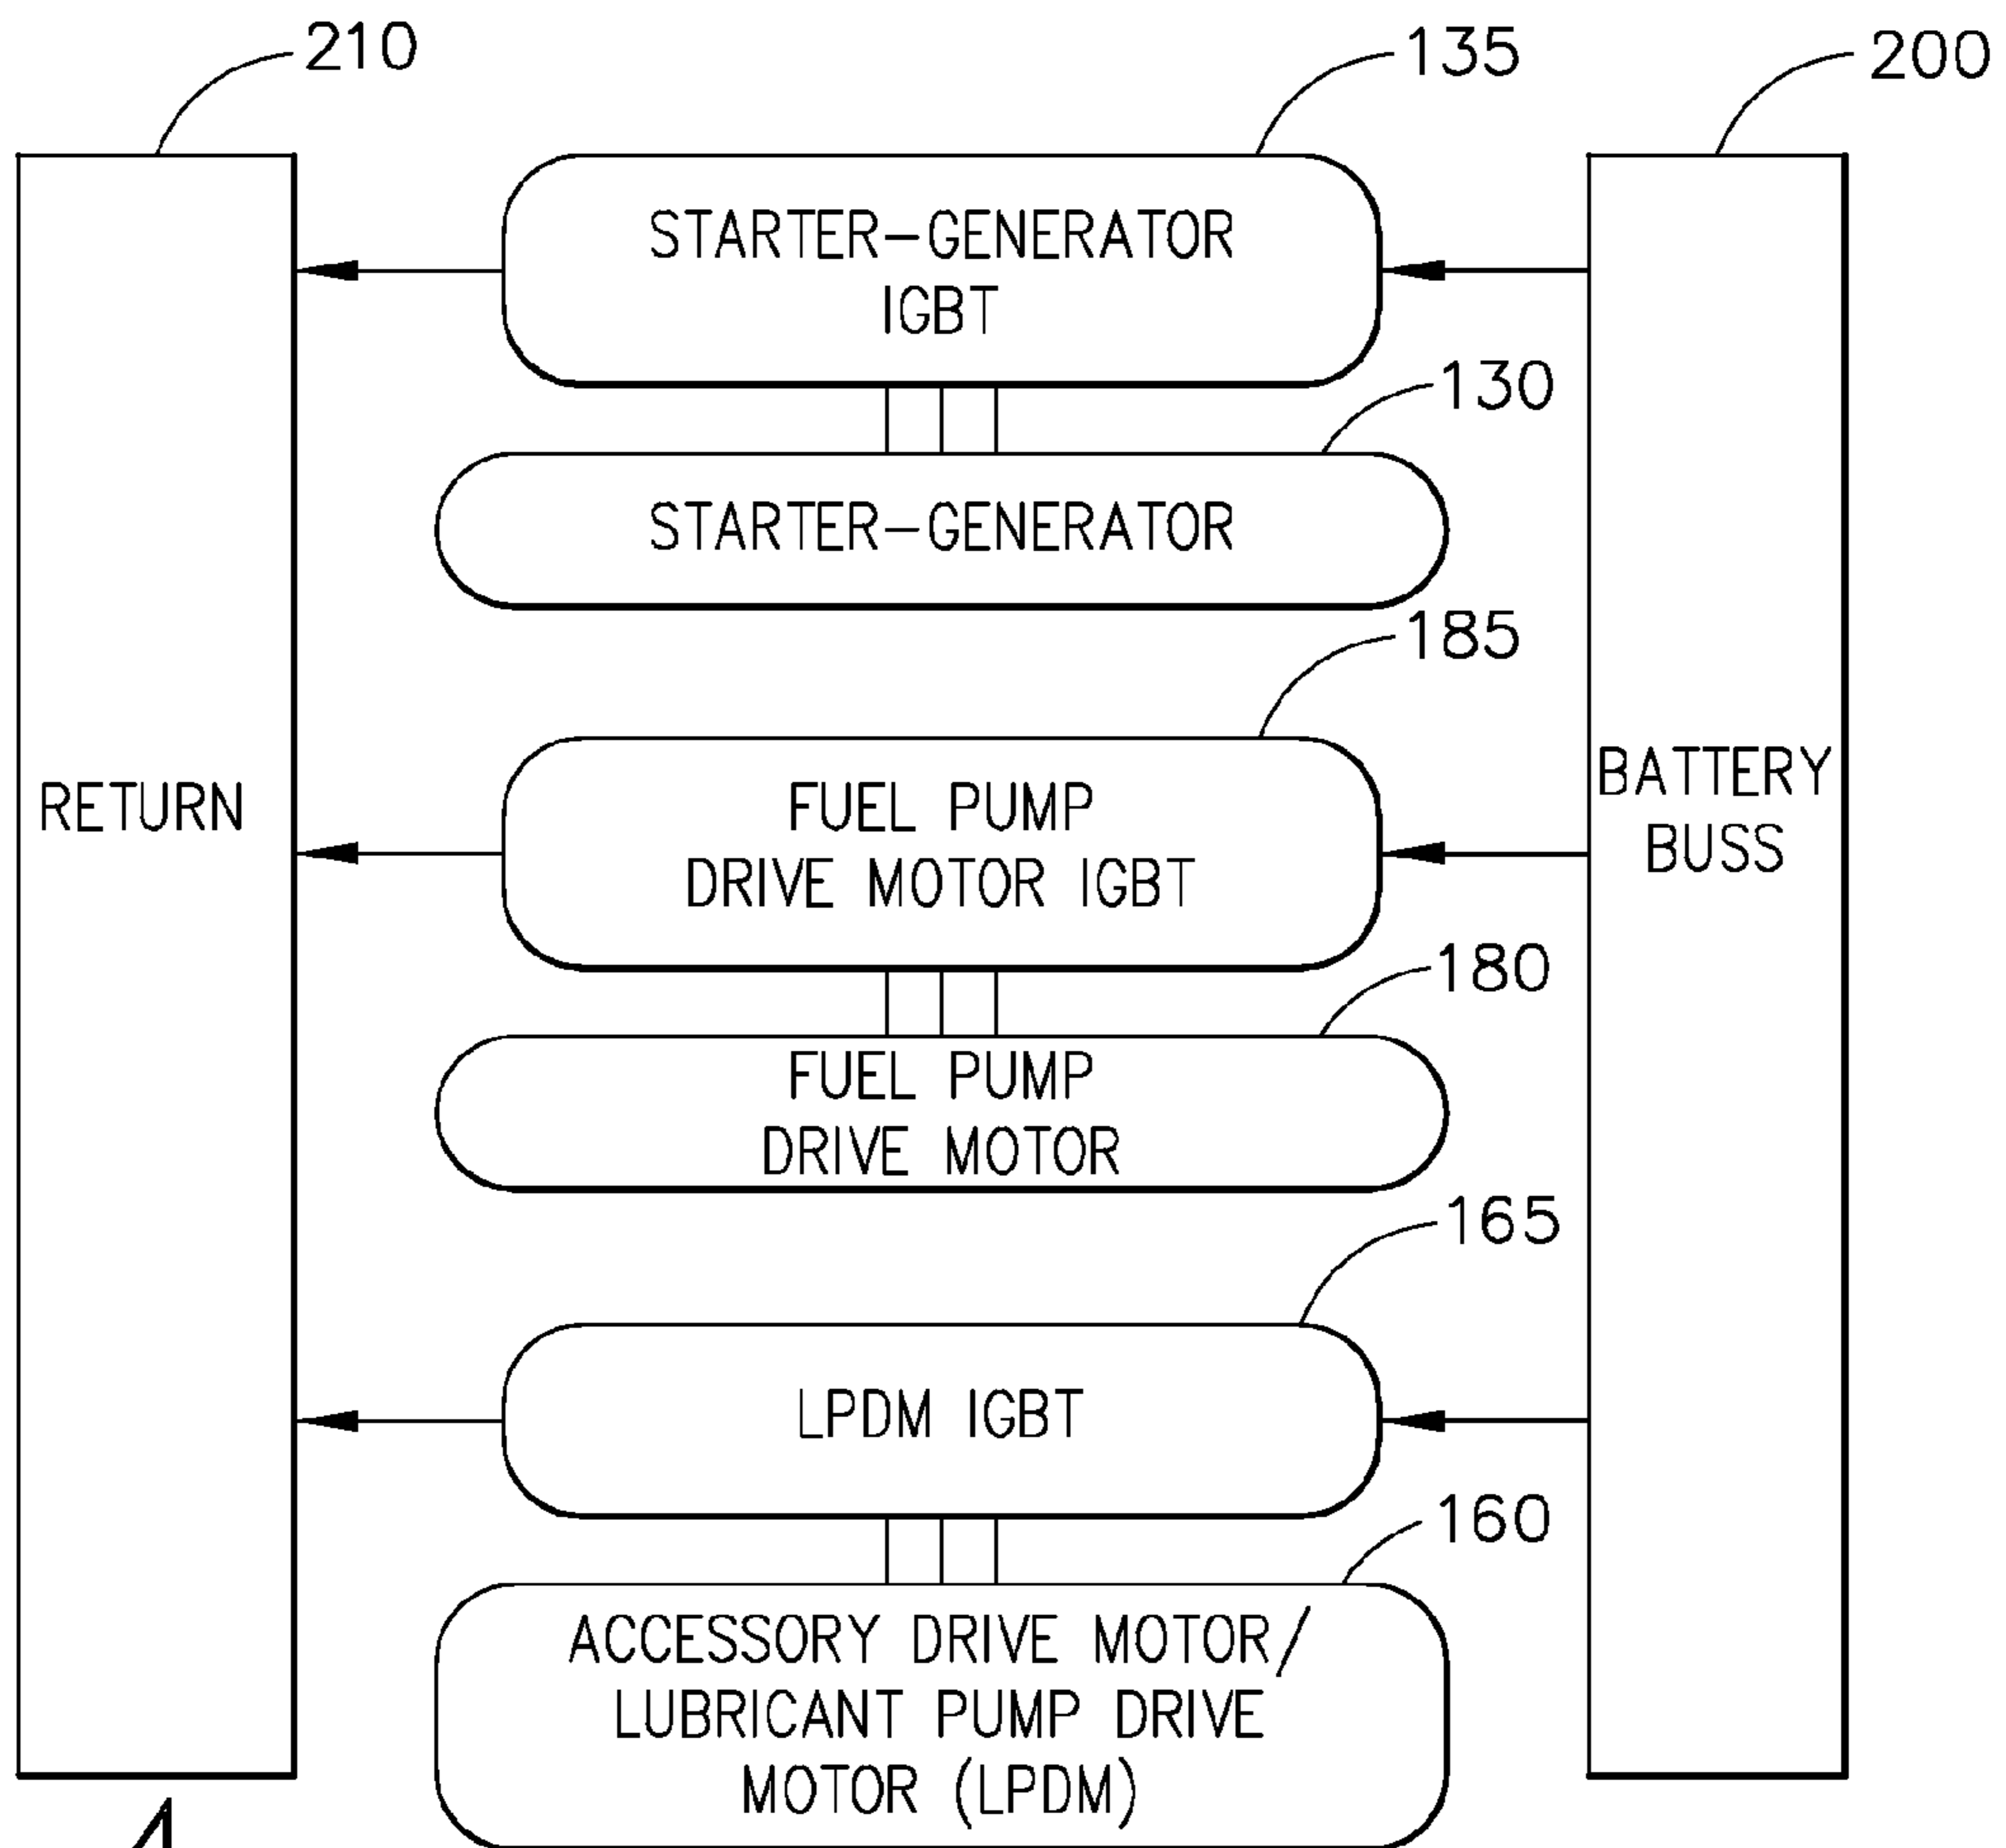 210
135
200
STARTER-GENERATOR
IGBT
130
STARTER-GENERATOR
185
RETURN
FUEL PUMP
DRIVE MOTOR IGBT
BATTERY
BUSS
180
FUEL PUMP
DRIVE MOTOR
165
LPDM IGBT
160
ACCESSORY DRIVE MOTOR/
LUBRICANT PUMP DRIVE
MOTOR (LPDM)